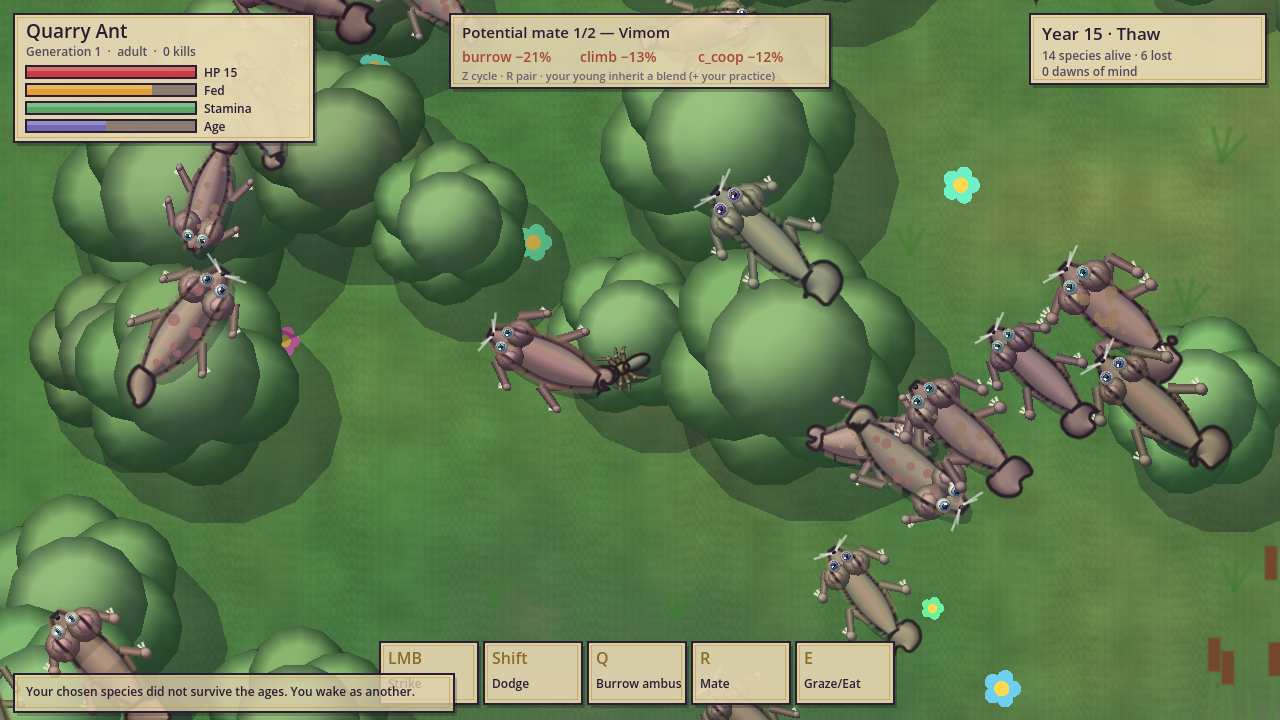 Quarry Ant
Generation 1 · adult · 0 kills
HP 15
Fed
Stamina
Age
Potential mate 1/2 — Vimom
burrow −21% climb −13% c_coop −12%
Z cycle · R pair · your young inherit a blend (+ your practice)
Year 15 · Thaw
14 species alive · 6 lost
0 dawns of mind
LMB
Strike
Shift
Dodge
Q
Burrow ambus
R
Mate
E
Graze/Eat
Your chosen species did not survive the ages. You wake as another.